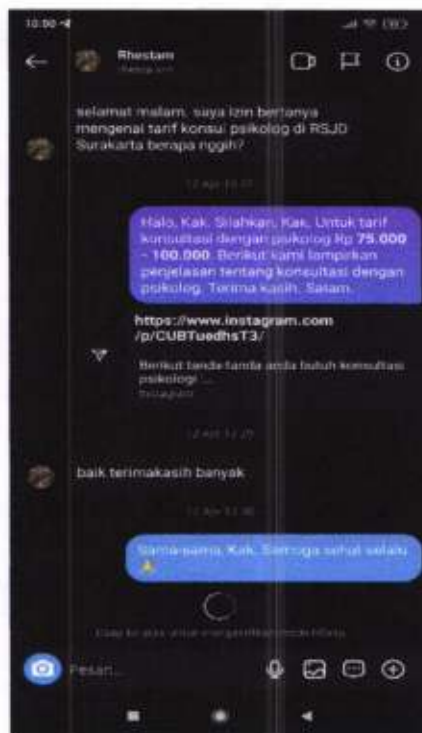 10:50
Rhestam
selamat malam, saya izin bertanya
mengenai tarif konsul psikolog di RSJD
Surakarta berapa nggih?
Halo, Kak. Silahkan, Kak. Untuk tarif
konsultasi dengan psikolog Rp 75.000
- 100.000. Berikut kami lampirkan
penjelasan tentang konsultasi dengan
psikolog. Terima kasih. Salam.
https://www.instagram.com
/p/CUBTuedhsT3/
Berikut tanda-tanda anda butuh konsultasi
psikologi ...
Instagram
baik terimakasih banyak
Sama-sama, Kak. Semoga sehat selalu
Pesan...